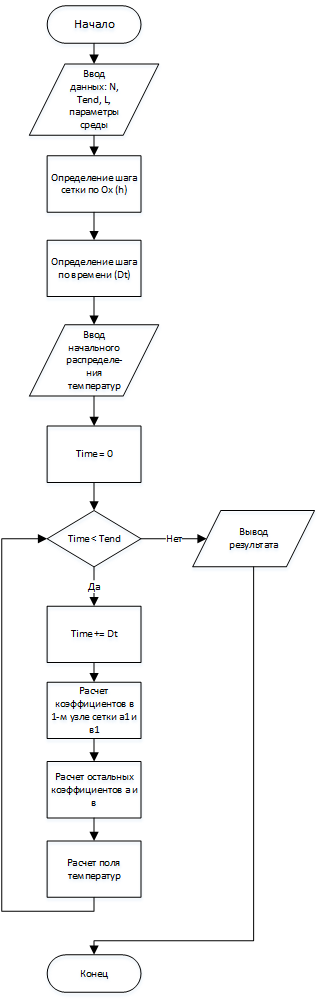 Начало
Ввод
данных: N,
Tend, L,
параметры
среды
Определение шага
сетки по Ox (h)
Определение шага
по времени (Dt)
Ввод
начального
распределе-
ния
температур
Time = 0
Time < Tend
Нет
Вывод
результата
Да
Time += Dt
Расчет
коэффициентов в
1-м узле сетки a1 и
в1
Расчет остальных
коэффициентов а и
в
Расчет поля
температур
Конец